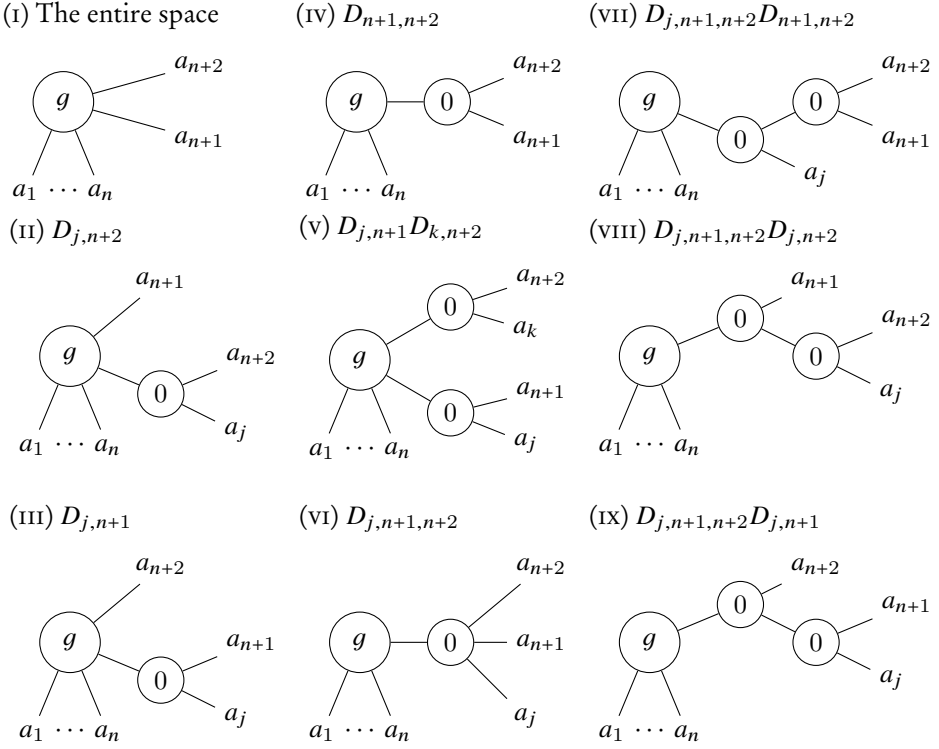 (I) The entire space
a_{n+2}
g
a_{n+1}
a_1 ⋯ a_n
(II) D_{j,n+2}
a_{n+1}
g
a_{n+2}
0
a_j
a_1 ⋯ a_n
(III) D_{j,n+1}
a_{n+2}
g
a_{n+1}
0
a_j
a_1 ⋯ a_n
(IV) D_{n+1,n+2}
a_{n+2}
g 0
a_{n+1}
a_1 ⋯ a_n
(V) D_{j,n+1}D_{k,n+2}
a_{n+2}
0
a_k
g
a_{n+1}
0
a_j
a_1 ⋯ a_n
(VI) D_{j,n+1,n+2}
a_{n+2}
g 0 a_{n+1}
a_j
a_1 ⋯ a_n
(VII) D_{j,n+1,n+2}D_{n+1,n+2}
a_{n+2}
g 0
0 a_{n+1}
a_j
a_1 ⋯ a_n
(VIII) D_{j,n+1,n+2}D_{j,n+2}
a_{n+1}
0
a_{n+2}
g 0
a_j
a_1 ⋯ a_n
(IX) D_{j,n+1,n+2}D_{j,n+1}
a_{n+2}
0
a_{n+1}
g 0
a_j
a_1 ⋯ a_n